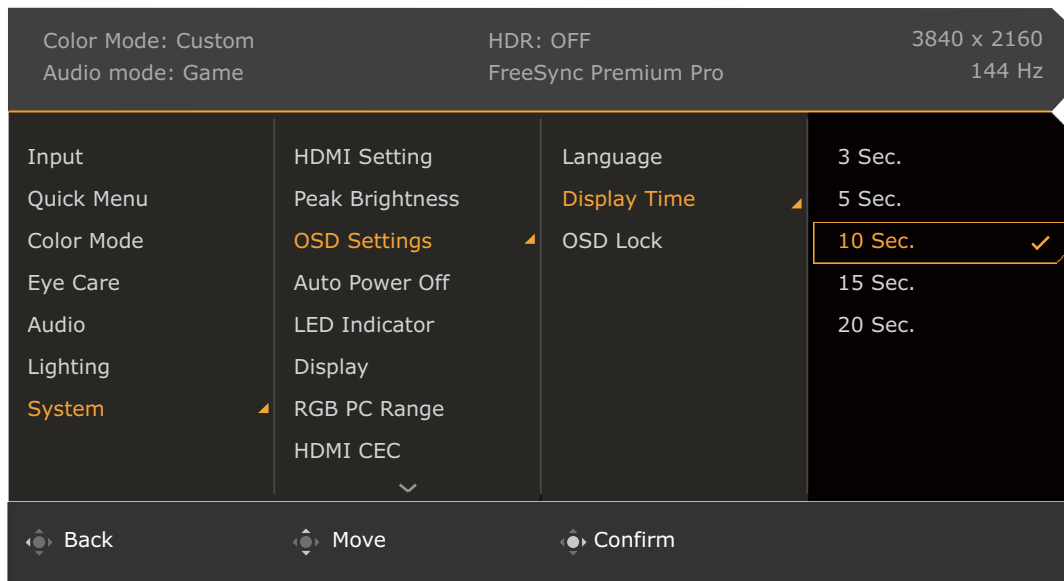 Color Mode: Custom
Audio mode: Game
HDR: OFF
FreeSync Premium Pro
3840 x 2160
144 Hz
Input
Quick Menu
Color Mode
Eye Care
Audio
Lighting
System
HDMI Setting
Peak Brightness
OSD Settings
Auto Power Off
LED Indicator
Display
RGB PC Range
HDMI CEC
Language
Display Time
OSD Lock
3 Sec.
5 Sec.
10 Sec.
15 Sec.
20 Sec.
Back
Move
Confirm